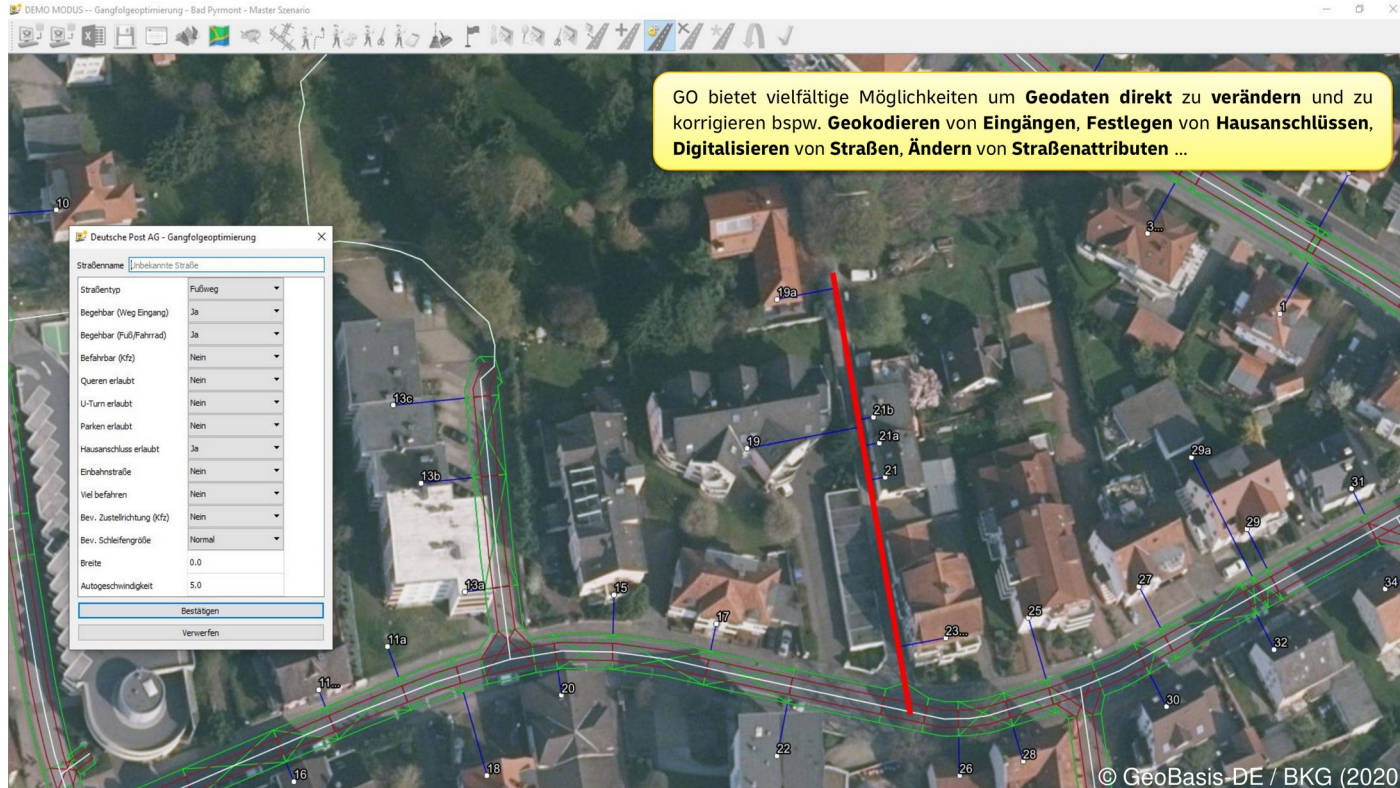 DEMO MODUS -- Gangfolgeoptimierung - Bad Pyrmont - Master Szenario
GO bietet vielfältige Möglichkeiten um Geodaten direkt zu verändern und zu
korrigieren bspw. Geokodieren von Eingängen, Festlegen von Hausanschlüssen,
Digitalisieren von Straßen, Ändern von Straßenattributen ...
Deutsche Post AG - Gangfolgeoptimierung
Straßenname Unbekannte Straße
Straßentyp Fußweg
Begehbar (Weg Eingang) Ja
Begehbar (Fuß/Fahrrad) Ja
Befahrbar (Kfz) Nein
Queren erlaubt Nein
U-Turn erlaubt Nein
Parken erlaubt Nein
Hausanschluss erlaubt Ja
Einbahnstraße Nein
Viel befahren Nein
Bev. Zustellrichtung (Kfz) Nein
Bev. Schleifengröße Normal
Breite 0.0
Autogeschwindigkeit 5.0
Bestätigen
Verwerfen
10
3...
19a
1
13c
21b
19
21a
29a
13b
21
31
29
13a
15
27
34
17
25
11a
23...
32
11...
20
30
22
28
18
26
16
© GeoBasis-DE / BKG (2020